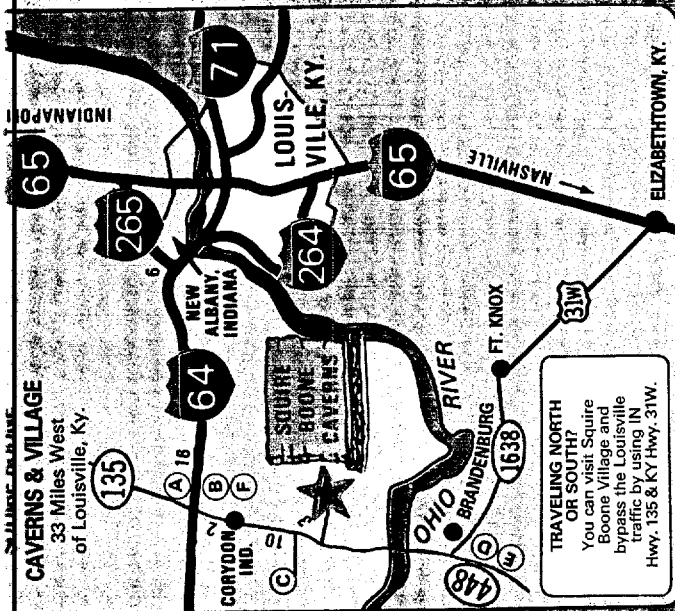 CAVERNS & VILLAGE
33 Miles West
of Louisville, Ky.
135
65
INDIANAPOLI
265
71
6
64
A
18
B
F
2
CORYDON
IND.
10
C
3
NEW
ALBANY,
INDIANA
LOUIS-
VILLE, KY.
264
65
NASHVILLE
SQUIRE
BOONE
CAVERNS
OHIO
RIVER
BRANDENBURG
FT. KNOX
1638
31W
448
D
E
ELIZABETHTOWN, KY.
TRAVELING NORTH
OR SOUTH?
You can visit Squire
Boone Village and
bypass the Louisville
traffic by using IN
Hwy. 135 & KY Hwy. 31W.